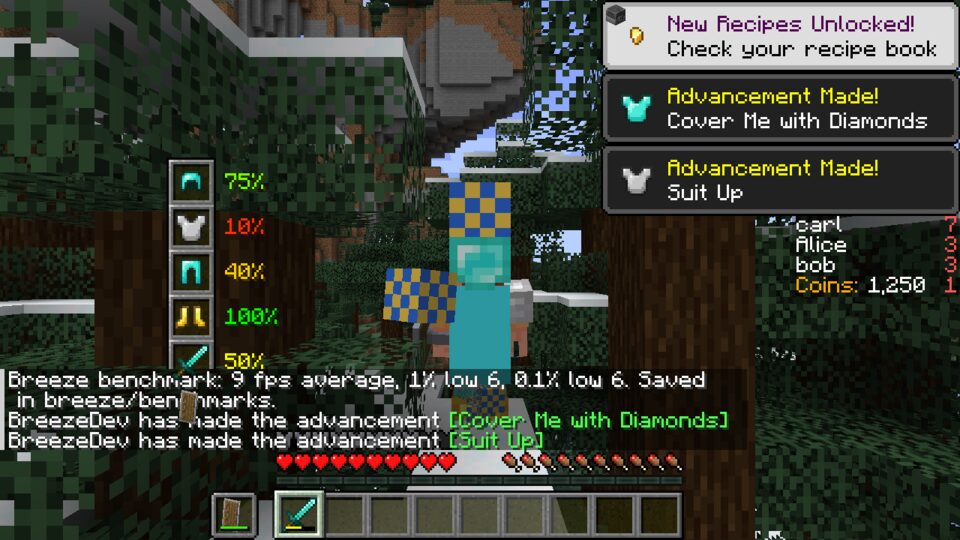 New Recipes Unlocked!
Check your recipe book
Advancement Made!
Cover Me with Diamonds
Advancement Made!
Suit Up
75%
10%
40%
100%
50%
carl 7
Alice 3
bob 3
Coins: 1,250 1
Breeze benchmark: 9 fps average, 1% low 6, 0.1% low 6. Saved
in breeze/benchmarks.
BreezeDev has made the advancement [Cover Me with Diamonds]
BreezeDev has made the advancement [Suit Up]